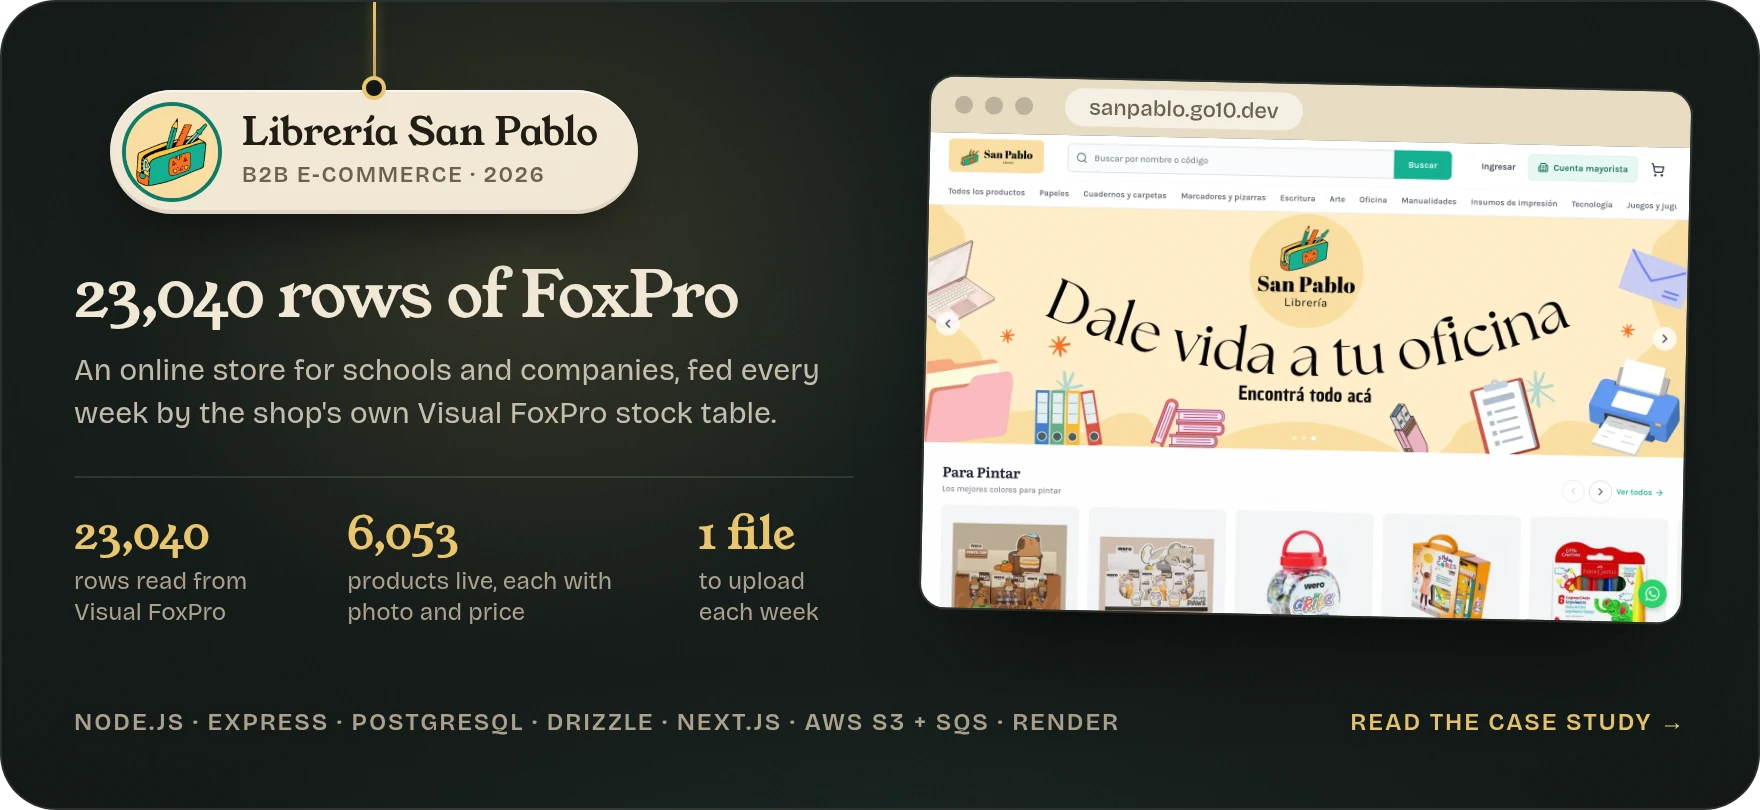 Librería San Pablo
B2B E-COMMERCE · 2026
23,040 rows of FoxPro
An online store for schools and companies, fed every
week by the shop's own Visual FoxPro stock table.
23,040
rows read from
Visual FoxPro
6,053
products live, each with
photo and price
1 file
to upload
each week
sanpablo.go10.dev
San Pablo
Buscar por nombre o código
Buscar
Ingresar
Cuenta mayorista
Todos los productos
Papeles
Cuadernos y carpetas
Marcadores y pizarras
Escritura
Arte
Oficina
Manualidades
Insumos de impresión
Tecnología
Juegos y jugu
San Pablo
Librería
Dale vida a tu oficina
Encontrá todo acá
Para Pintar
Los mejores colores para pintar
Ver todos →
wero
NODE.JS · EXPRESS · POSTGRESQL · DRIZZLE · NEXT.JS · AWS S3 + SQS · RENDER
READ THE CASE STUDY →